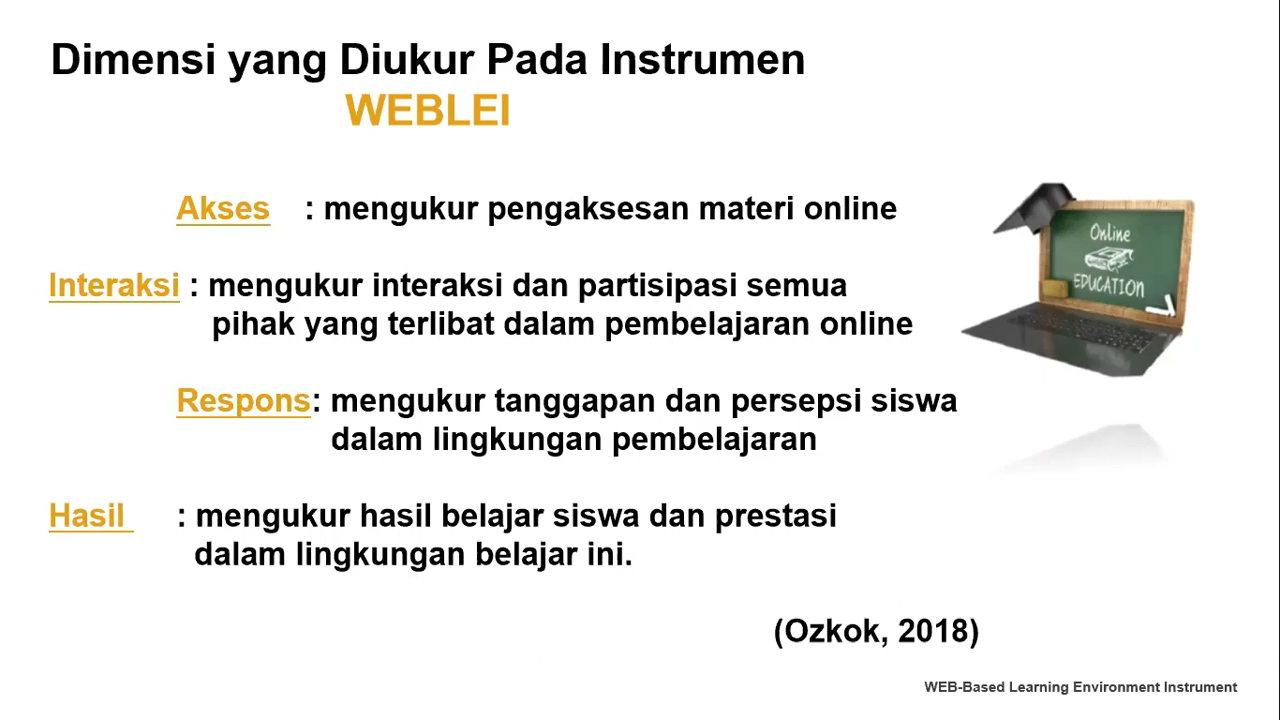 Dimensi yang Diukur Pada Instrumen
WEBLEI
Akses : mengukur pengaksesan materi online
Interaksi : mengukur interaksi dan partisipasi semua
pihak yang terlibat dalam pembelajaran online
Respons: mengukur tanggapan dan persepsi siswa
dalam lingkungan pembelajaran
Hasil : mengukur hasil belajar siswa dan prestasi
dalam lingkungan belajar ini.
(Ozkok, 2018)
Online
EDUCATION
WEB-Based Learning Environment Instrument